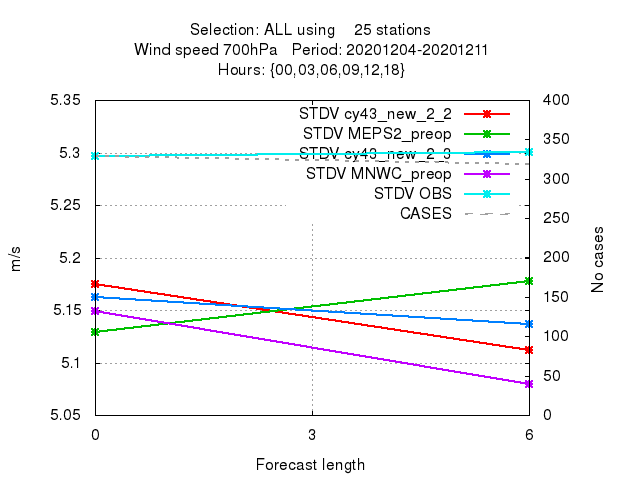 Selection: ALL using 25 stations
Wind speed 700hPa Period: 20201204-20201211
Hours: {00,03,06,09,12,18}
5.35
5.3
5.25
5.2
5.15
5.1
5.05
400
350
300
250
200
150
100
50
0
STDV cy43_new_2_2
STDV MEPS2_preop
STDV cy43_new_2_3
STDV MNWC_preop
STDV OBS
CASES
m/s
No cases
0 3 6
Forecast length